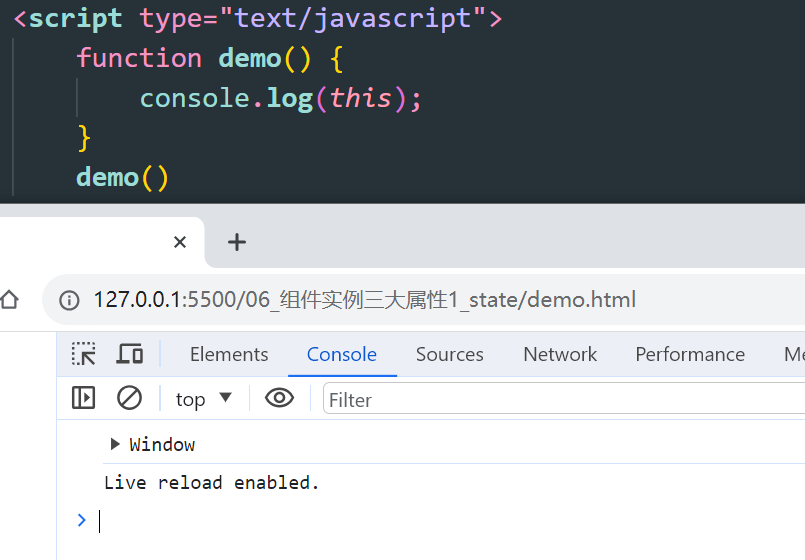 <script type="text/javascript">
function demo() {
console.log(this);
}
demo()
127.0.0.1:5500/06_组件实例三大属性1_state/demo.html
Elements Console Sources Network Performance Me
top Filter
Window
Live reload enabled.